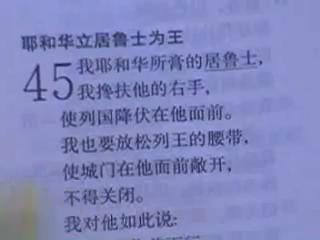 耶和华立居鲁士为王
45 我耶和华所膏的居鲁士,
我搀扶他的右手,
使列国降伏在他面前。
我也要放松列王的腰带,
使城门在他面前敞开,
不得关闭。
我对他如此说: